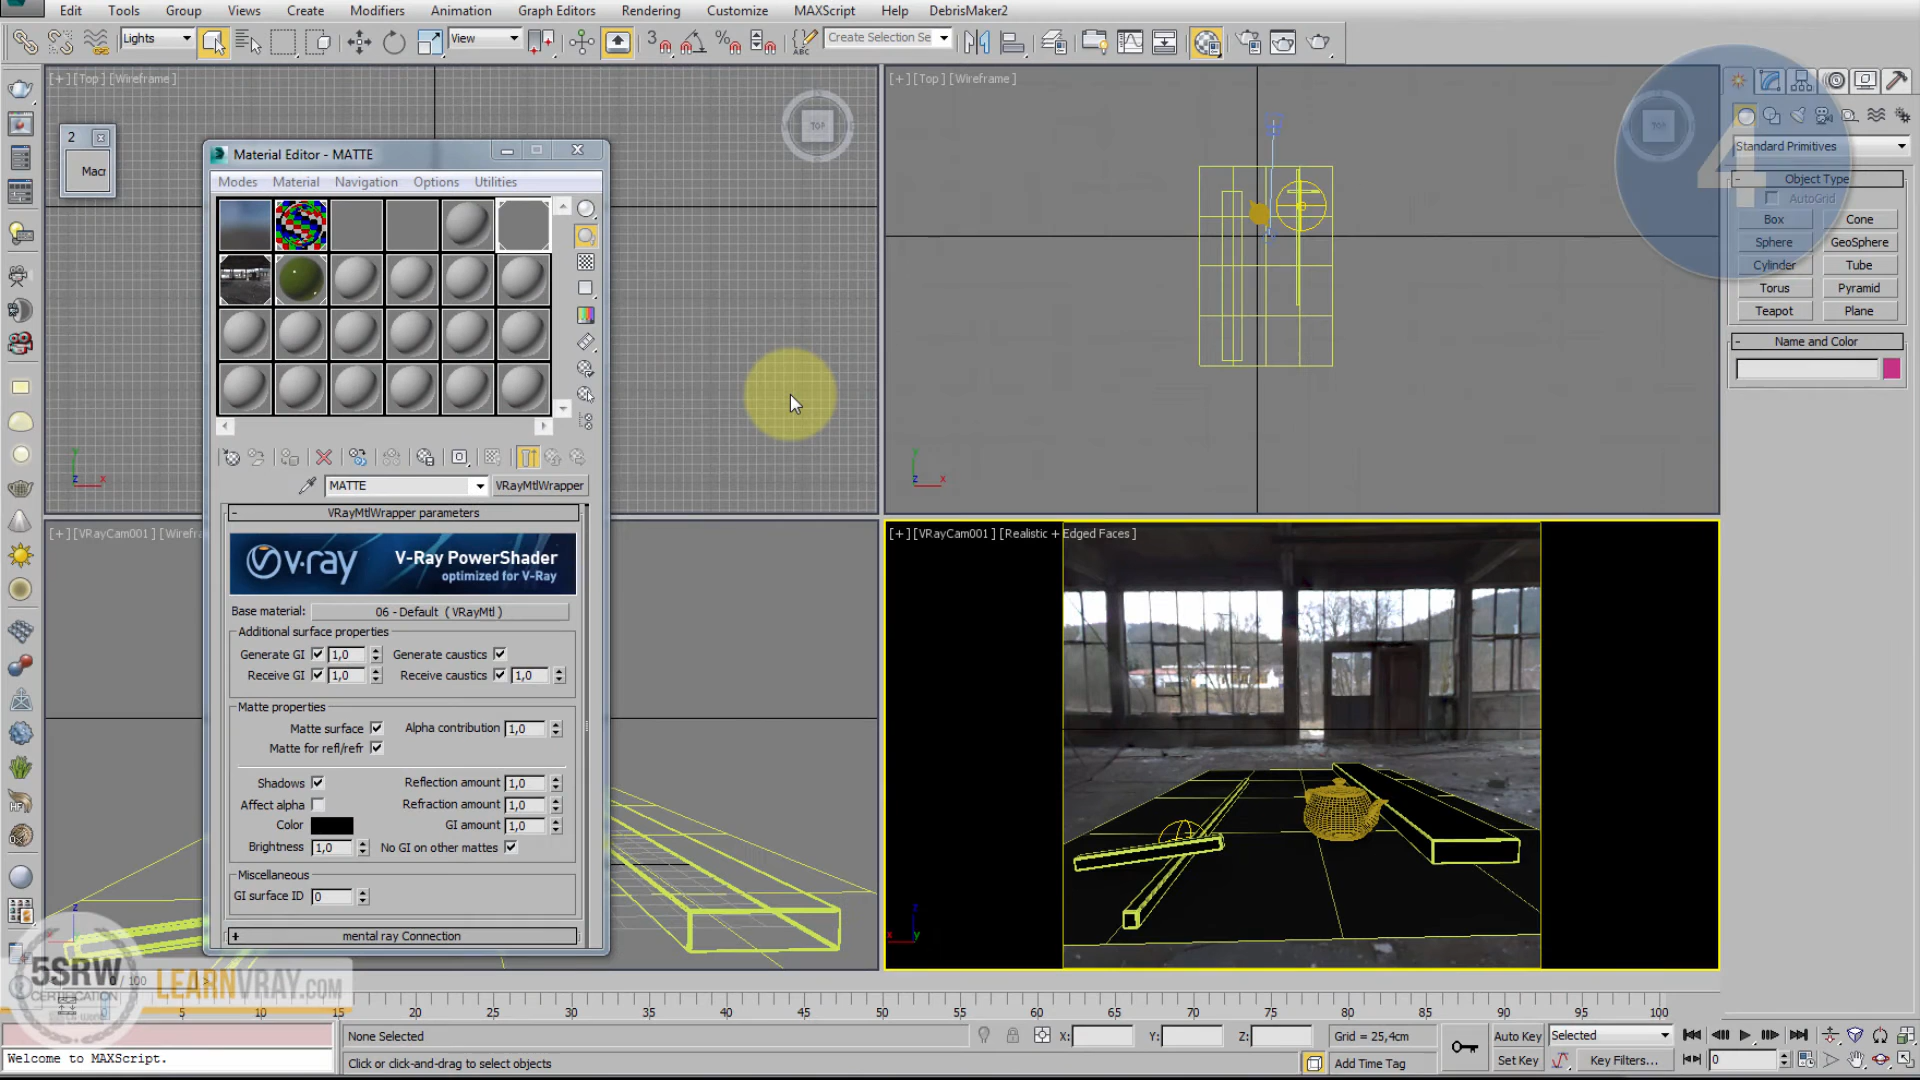 Edit Tools Group Views Create Modifiers Animation Graph Editors Rendering Customize MAXScript Help DebrisMaker2
Lights View Create Selection Se
[+] [Top] [Wireframe]
TOP
[+] [Top] [Wireframe]
TOP
4
2
Macr
Material Editor - MATTE
Modes Material Navigation Options Utilities
MATTE VRayMtlWrapper
- VRayMtlWrapper parameters
v·ray V-Ray PowerShader
optimized for V-Ray
Base material: 06 - Default ( VRayMtl )
Additional surface properties
Generate GI 1,0 Generate caustics
Receive GI 1,0 Receive caustics 1,0
Matte properties
Matte surface Alpha contribution 1,0
Matte for refl/refr
Shadows Reflection amount 1,0
Affect alpha Refraction amount 1,0
Color GI amount 1,0
Brightness 1,0 No GI on other mattes
Miscellaneous
GI surface ID 0
+ mental ray Connection
Standard Primitives
- Object Type
AutoGrid
Box Cone
Sphere GeoSphere
Cylinder Tube
Torus Pyramid
Teapot Plane
- Name and Color
[+] [VRayCam001] [Wirefra
[+] [VRayCam001] [Realistic + Edged Faces]
5SRW
CERTIFICATION
LEARNVRAY.COM
0 / 100
5 10 15 50 55 60 65 70 75 80 85 90 95 100
None Selected X: Y: Z: Grid = 25,4cm Auto Key Selected
Welcome to MAXScript. Click or click-and-drag to select objects Add Time Tag Set Key Key Filters... 0